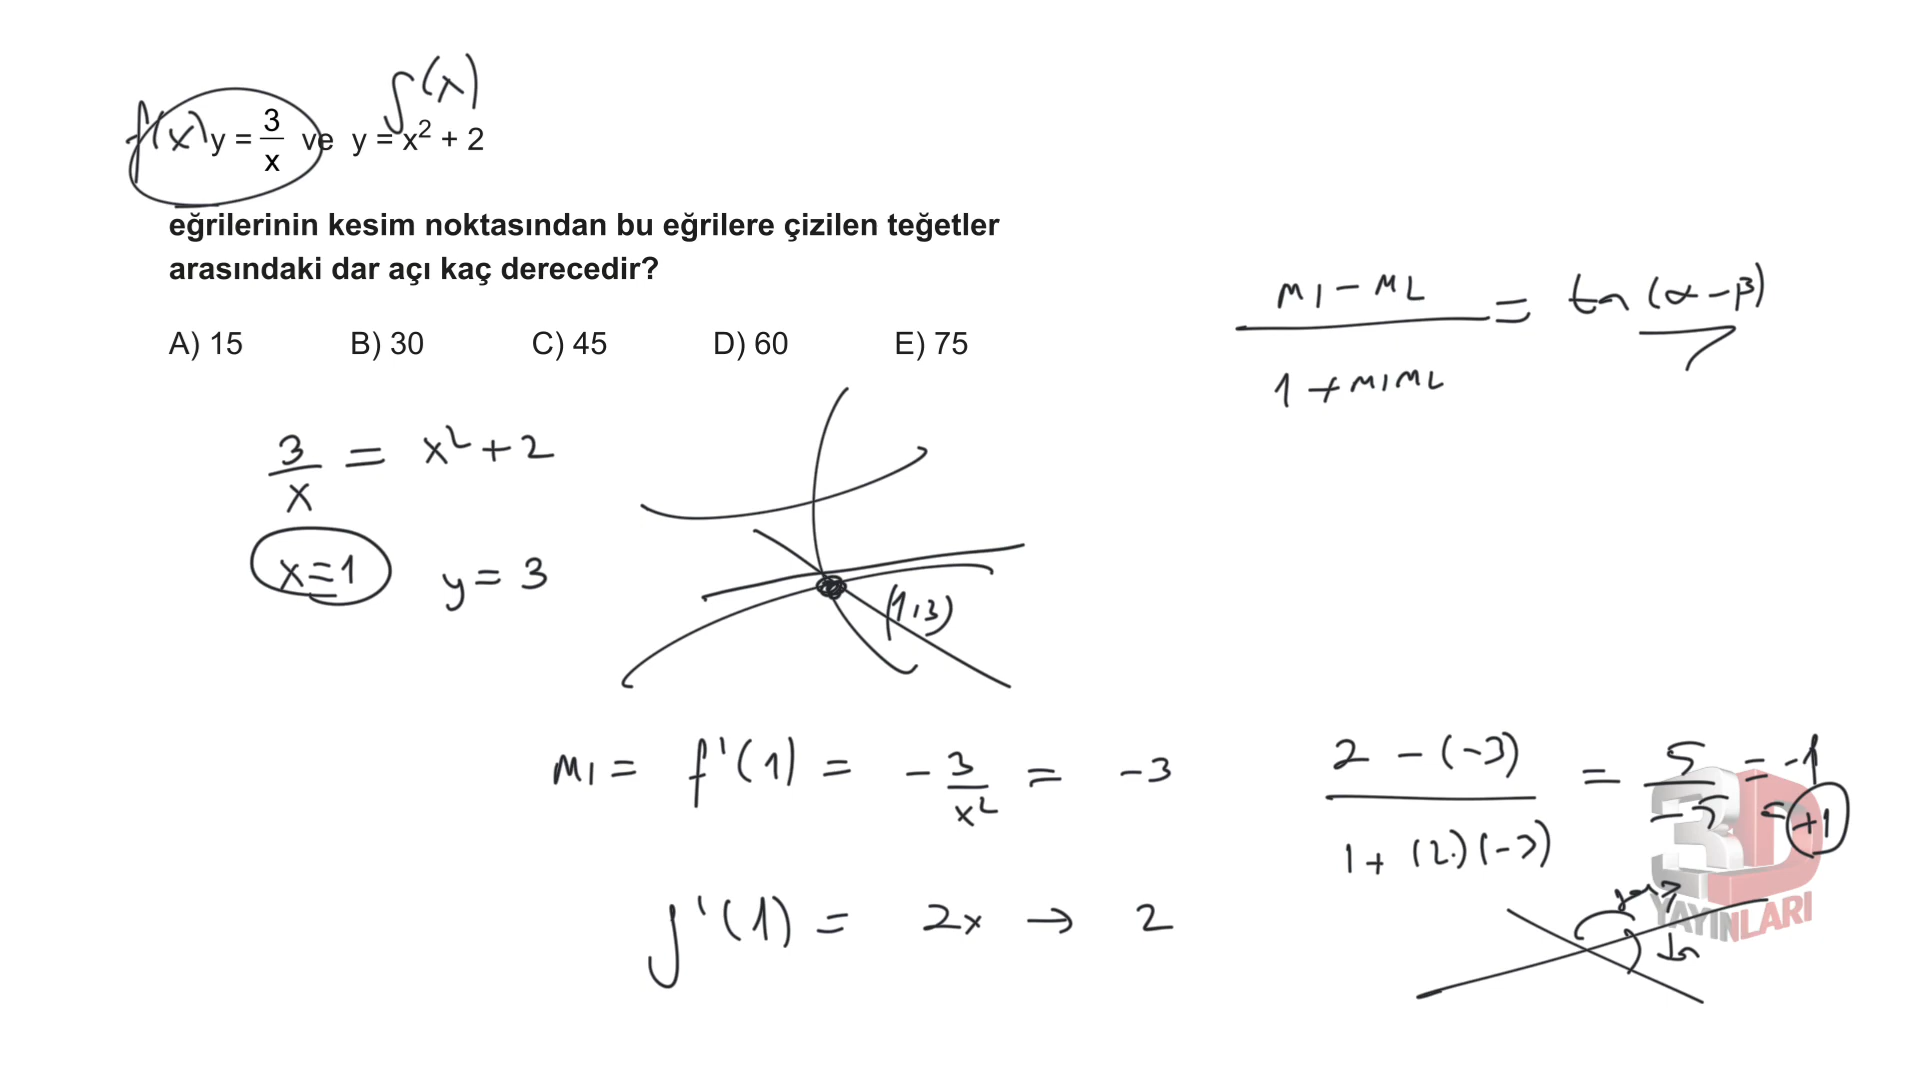 f(x) y = 3/x ve y = x² + 2
g(x)
eğrilerinin kesim noktasından bu eğrilere çizilen teğetler
arasındaki dar açı kaç derecedir?
A) 15 B) 30 C) 45 D) 60 E) 75
m1 - m2 / 1 + m1m2 = tan (α - β)
3/x = x² + 2
x = 1 y = 3
(1,3)
m1 = f'(1) = -3/x² = -3
g'(1) = 2x → 2
2 - (-3) / 1 + (2.)(-3) = 5/-5 = -1
= +1
3D
YAYINLARI